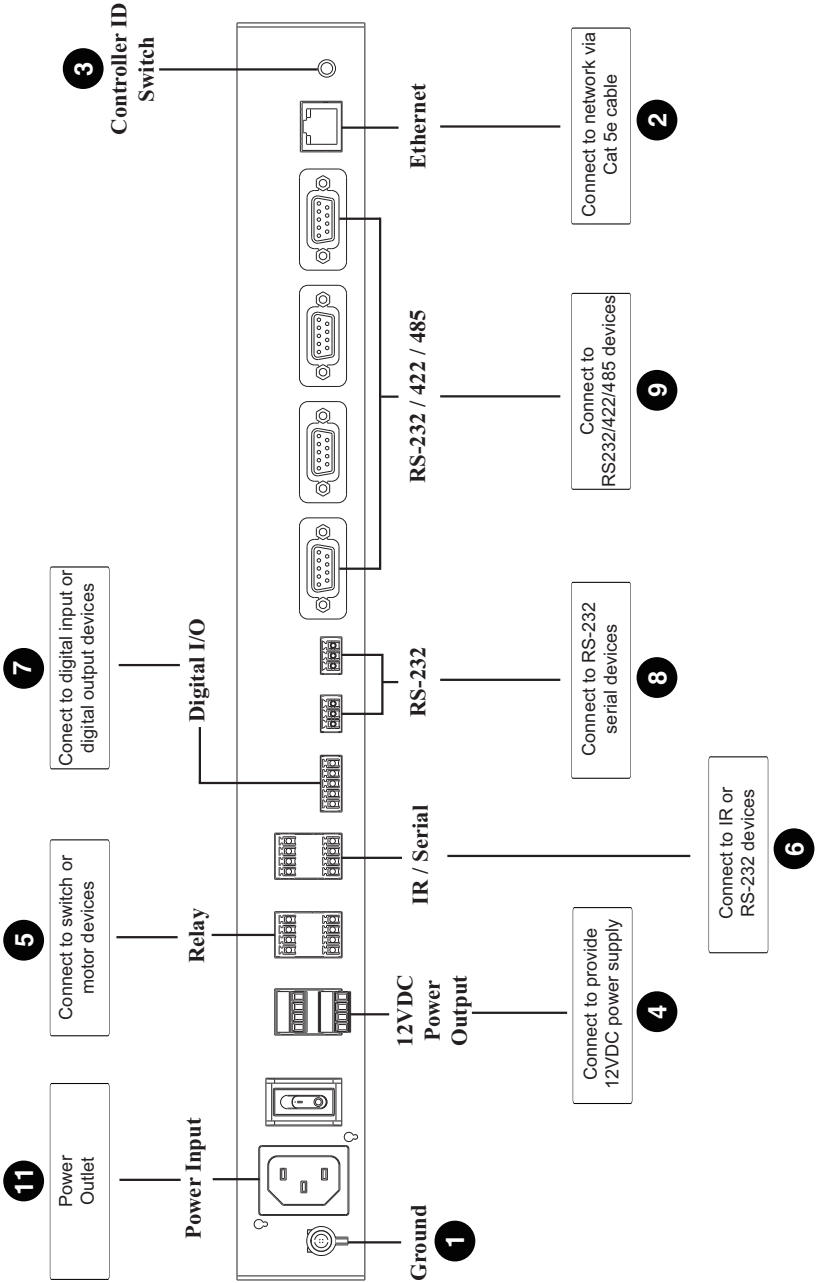 11
Power
Outlet
Power Input
5
Connect to switch or
motor devices
Relay
7
Conect to digital input or
digital output devices
Digital I/O
3
Controller ID
Switch
Ground
1
12VDC
Power
Output
Connect to provide
12VDC power supply
4
IR / Serial
Connect to IR or
RS-232 devices
6
RS-232
Connect to RS-232
serial devices
8
RS-232 / 422 / 485
Connect to
RS232/422/485 devices
9
Ethernet
Connect to network via
Cat 5e cable
2